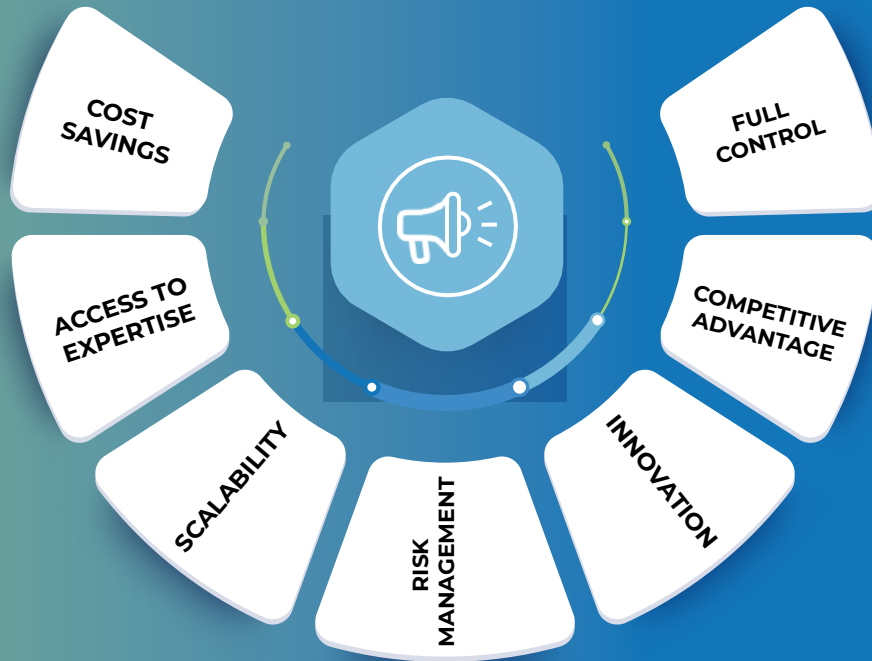 COST
SAVINGS
ACCESS TO
EXPERTISE
SCALABILITY
RISK
MANAGEMENT
INNOVATION
COMPETITIVE
ADVANTAGE
FULL
CONTROL